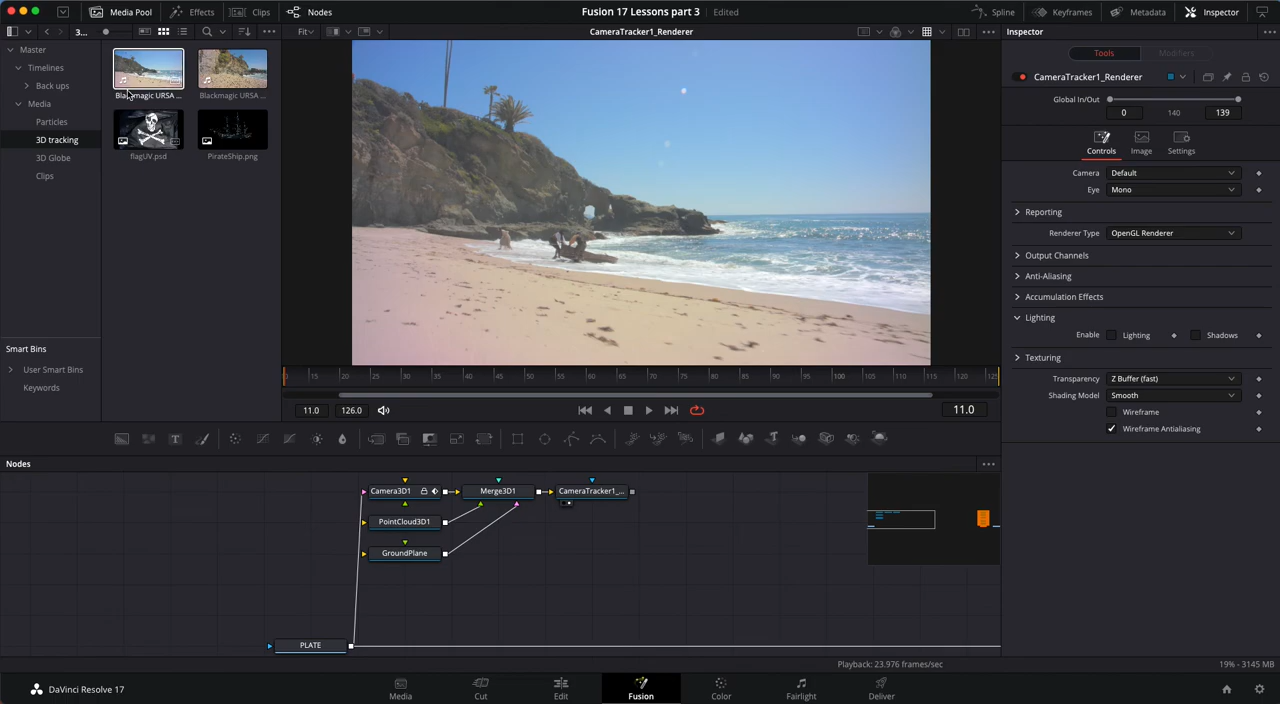 Media Pool Effects Clips Nodes Fusion 17 Lessons part 3 Edited Spline Keyframes Metadata Inspector
3... Fit CameraTracker1_Renderer Inspector
Master
Timelines
Back ups
Media
Particles
3D tracking
3D Globe
Clips
Blackmagic URSA ... Blackmagic URSA ...
flagUV.psd PirateShip.png
Smart Bins
User Smart Bins
Keywords
15 20 25 30 35 40 45 50 55 60 65 70 75 80 85 90 95 100 105 110 115 120 125
11.0 126.0 11.0
Tools Modifiers
CameraTracker1_Renderer
Global In/Out
0 140 139
Controls Image Settings
Camera Default
Eye Mono
Reporting
Renderer Type OpenGL Renderer
Output Channels
Anti-Aliasing
Accumulation Effects
Lighting
Enable Lighting Shadows
Texturing
Transparency Z Buffer (fast)
Shading Model Smooth
Wireframe
Wireframe Antialiasing
T
Nodes
Camera3D1 Merge3D1 CameraTracker1_...
PointCloud3D1
GroundPlane
PLATE
Playback: 23.976 frames/sec 19% - 3145 MB
DaVinci Resolve 17 Media Cut Edit Fusion Color Fairlight Deliver